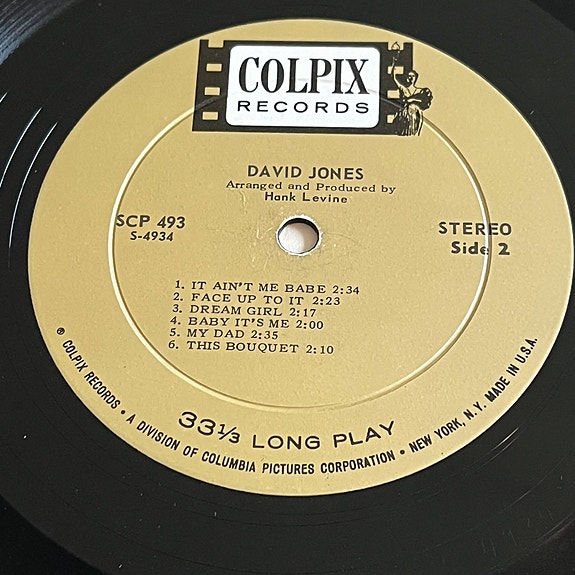 COLPIX
RECORDS
DAVID JONES
Arranged and Produced by
Hank Levine
SCP 493
S-4934
STEREO
Side 2
1. IT AIN'T ME BABE 2:34
2. FACE UP TO IT 2:23
3. DREAM GIRL 2:17
4. BABY IT'S ME 2:00
5. MY DAD 2:35
6. THIS BOUQUET 2:10
33⅓ LONG PLAY
® COLPIX RECORDS • A DIVISION OF COLUMBIA PICTURES CORPORATION • NEW YORK, N.Y. MADE IN U.S.A.